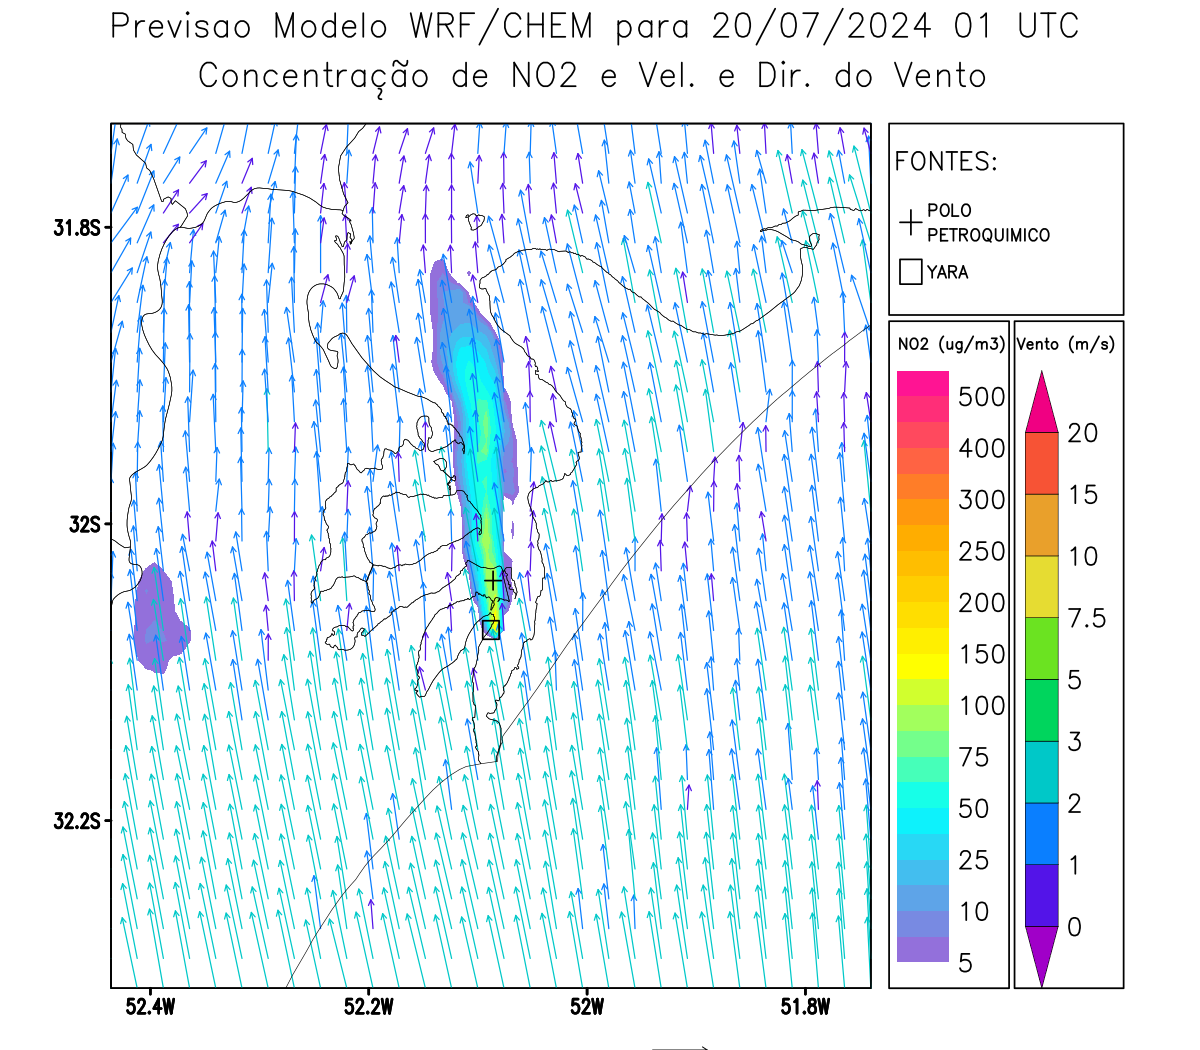 Previsao Modelo WRF/CHEM para 20/07/2024 01 UTC
Concentração de NO2 e Vel. e Dir. do Vento
FONTES:
POLO
PETROQUIMICO
YARA
NO2 (ug/m3)
500
400
300
250
200
150
100
75
50
25
10
5
Vento (m/s)
20
15
10
7.5
5
3
2
1
0
31.8S
32S
32.2S
52.4W
52.2W
52W
51.8W